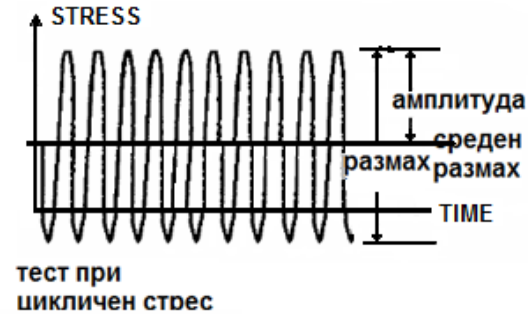 STRESS
амплитуда
среден
размах
размах
TIME
тест при
цикличен стрес